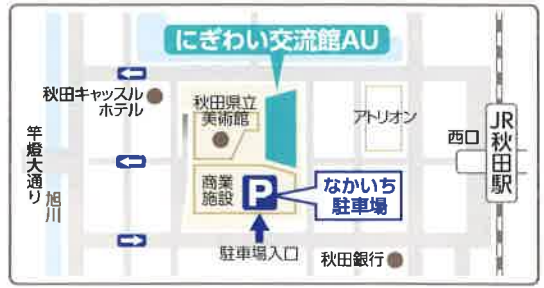 にぎわい交流館AU
秋田キャッスル
ホテル
秋田県立
美術館
アトリオン
西口
JR
秋田駅
竿燈大通り
旭川
商業
施設
P
なかいち
駐車場
駐車場入口
秋田銀行